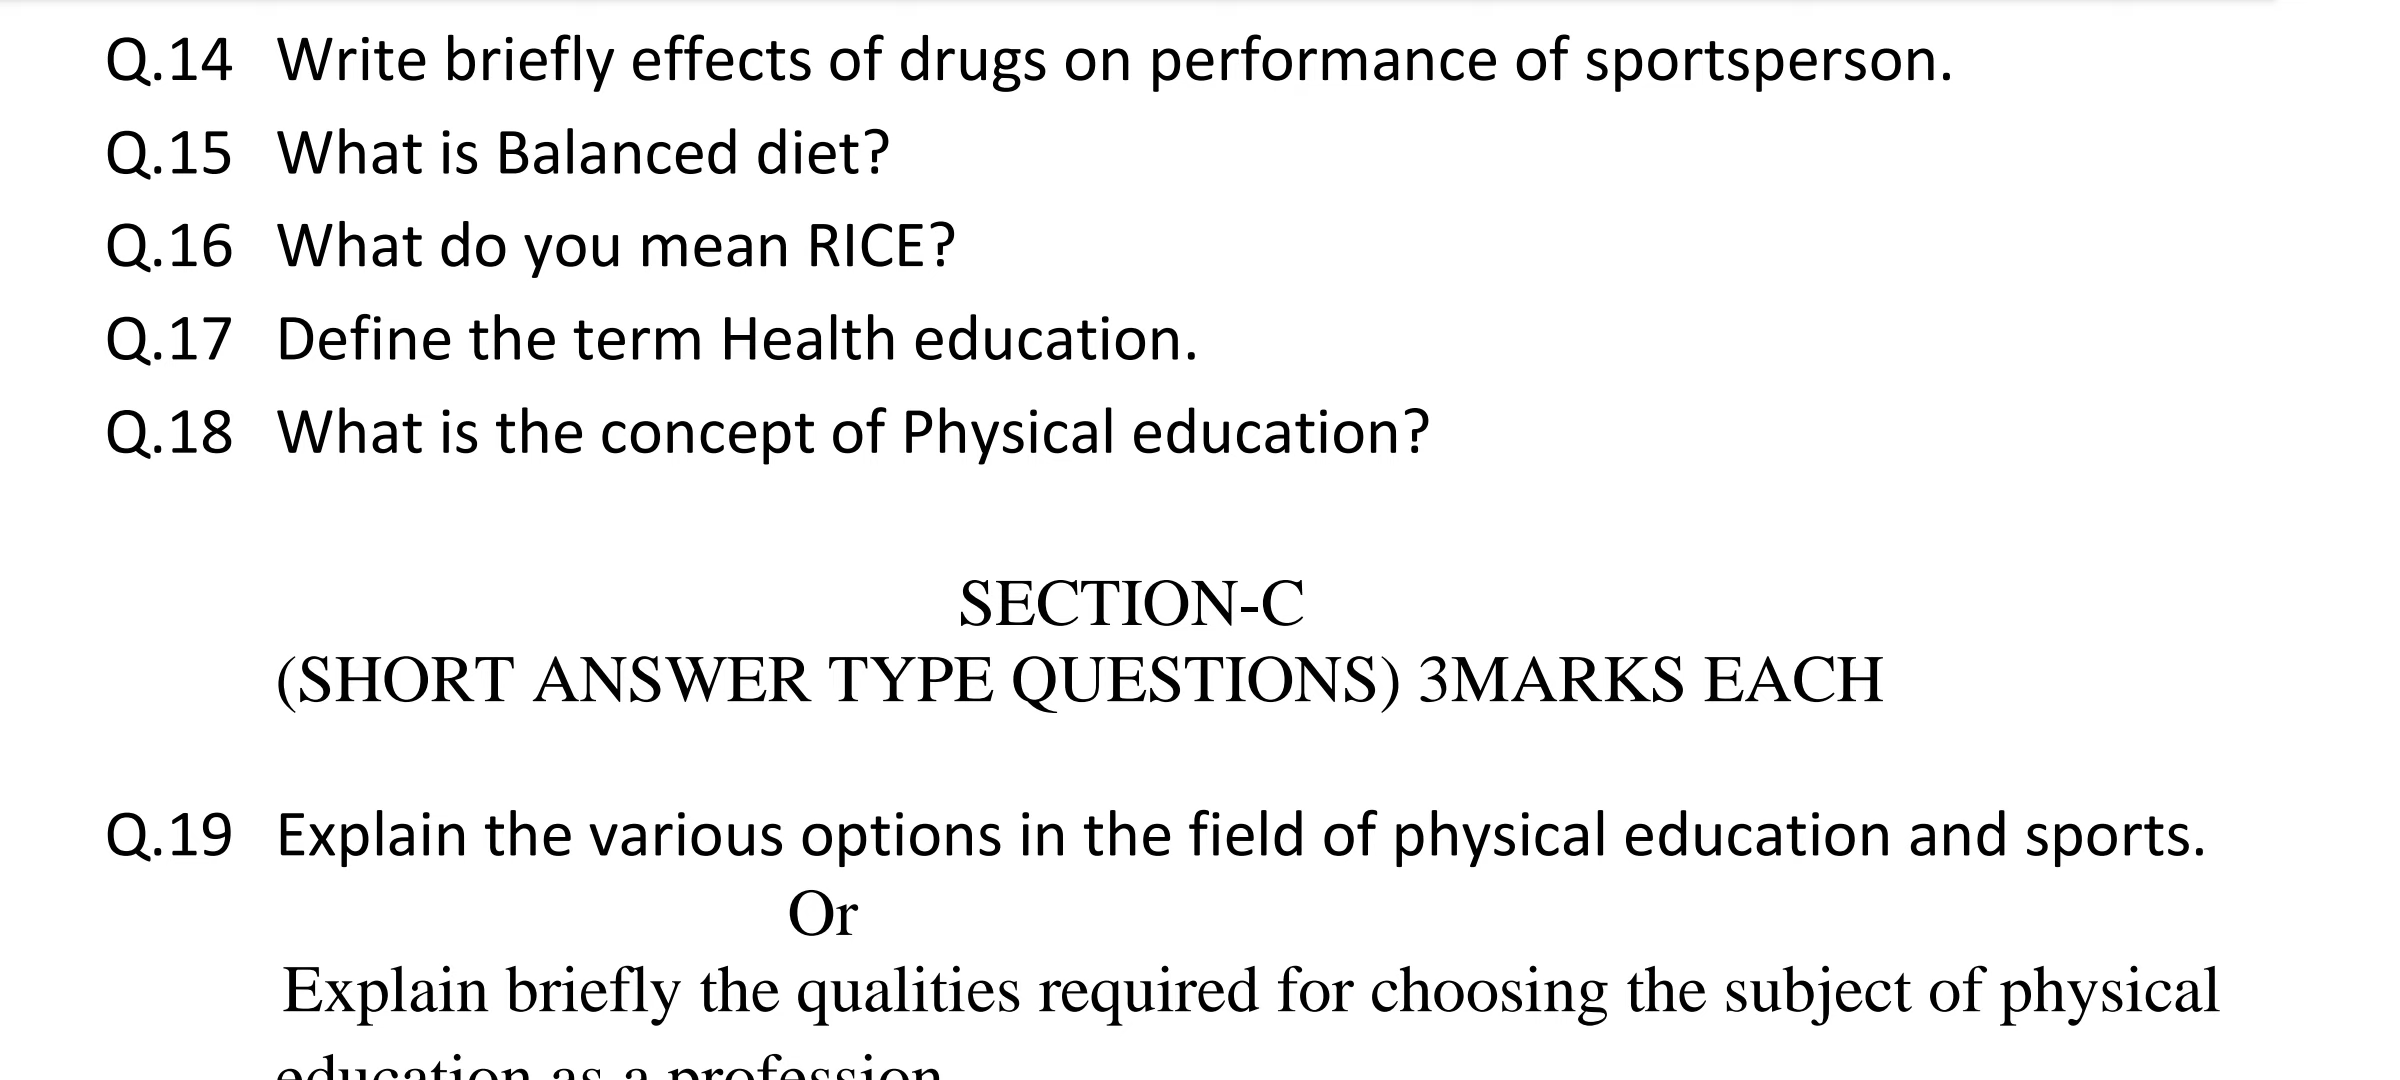 Q.14 Write briefly effects of drugs on performance of sportsperson.
Q.15 What is Balanced diet?
Q.16 What do you mean RICE?
Q.17 Define the term Health education.
Q.18 What is the concept of Physical education?
SECTION-C
(SHORT ANSWER TYPE QUESTIONS) 3MARKS EACH
Q.19 Explain the various options in the field of physical education and sports.
Or
Explain briefly the qualities required for choosing the subject of physical
education as a profession